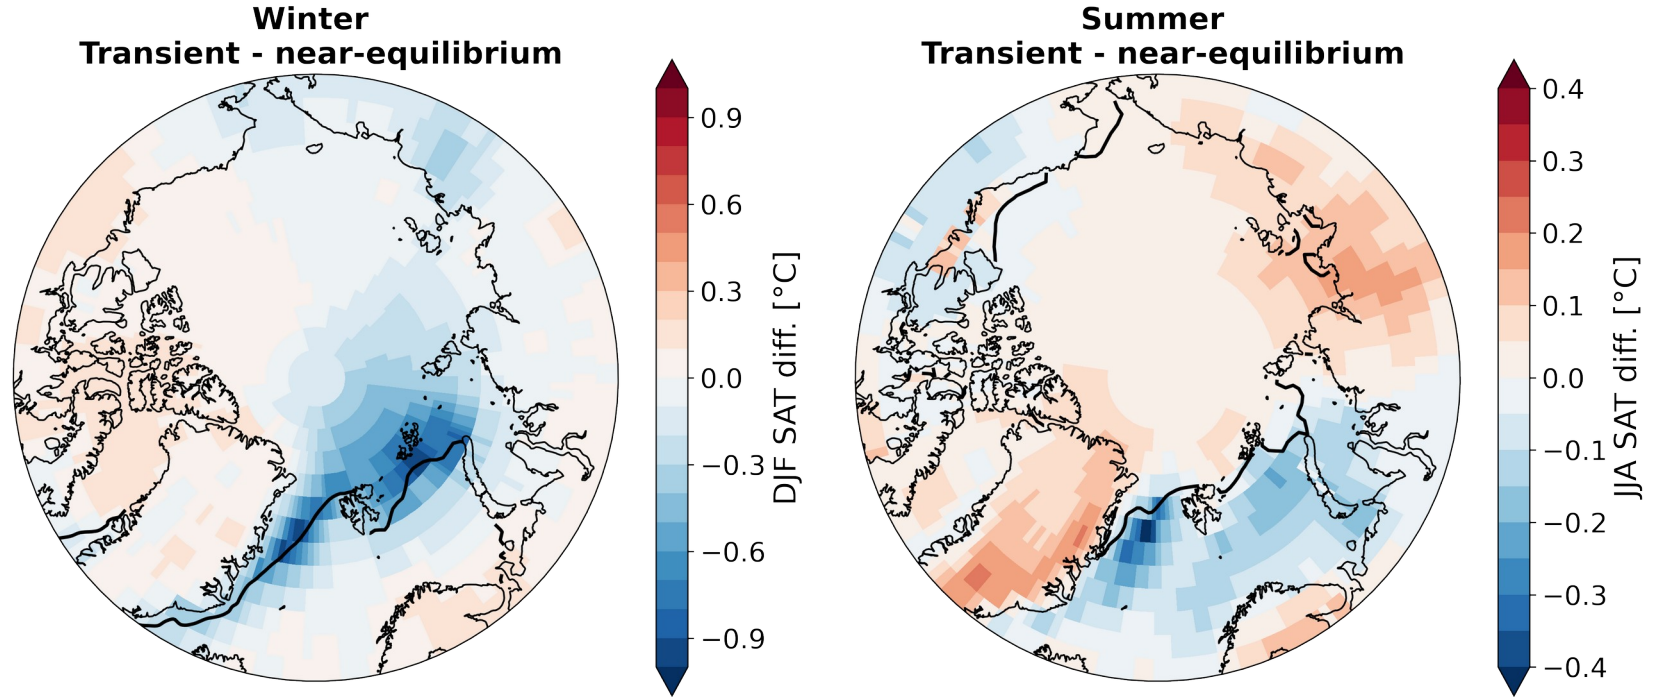 Winter
Transient - near-equilibrium
0.9
0.6
0.3
0.0
−0.3
−0.6
−0.9
DJF SAT diff. [°C]
Summer
Transient - near-equilibrium
0.4
0.3
0.2
0.1
0.0
−0.1
−0.2
−0.3
−0.4
JJA SAT diff. [°C]